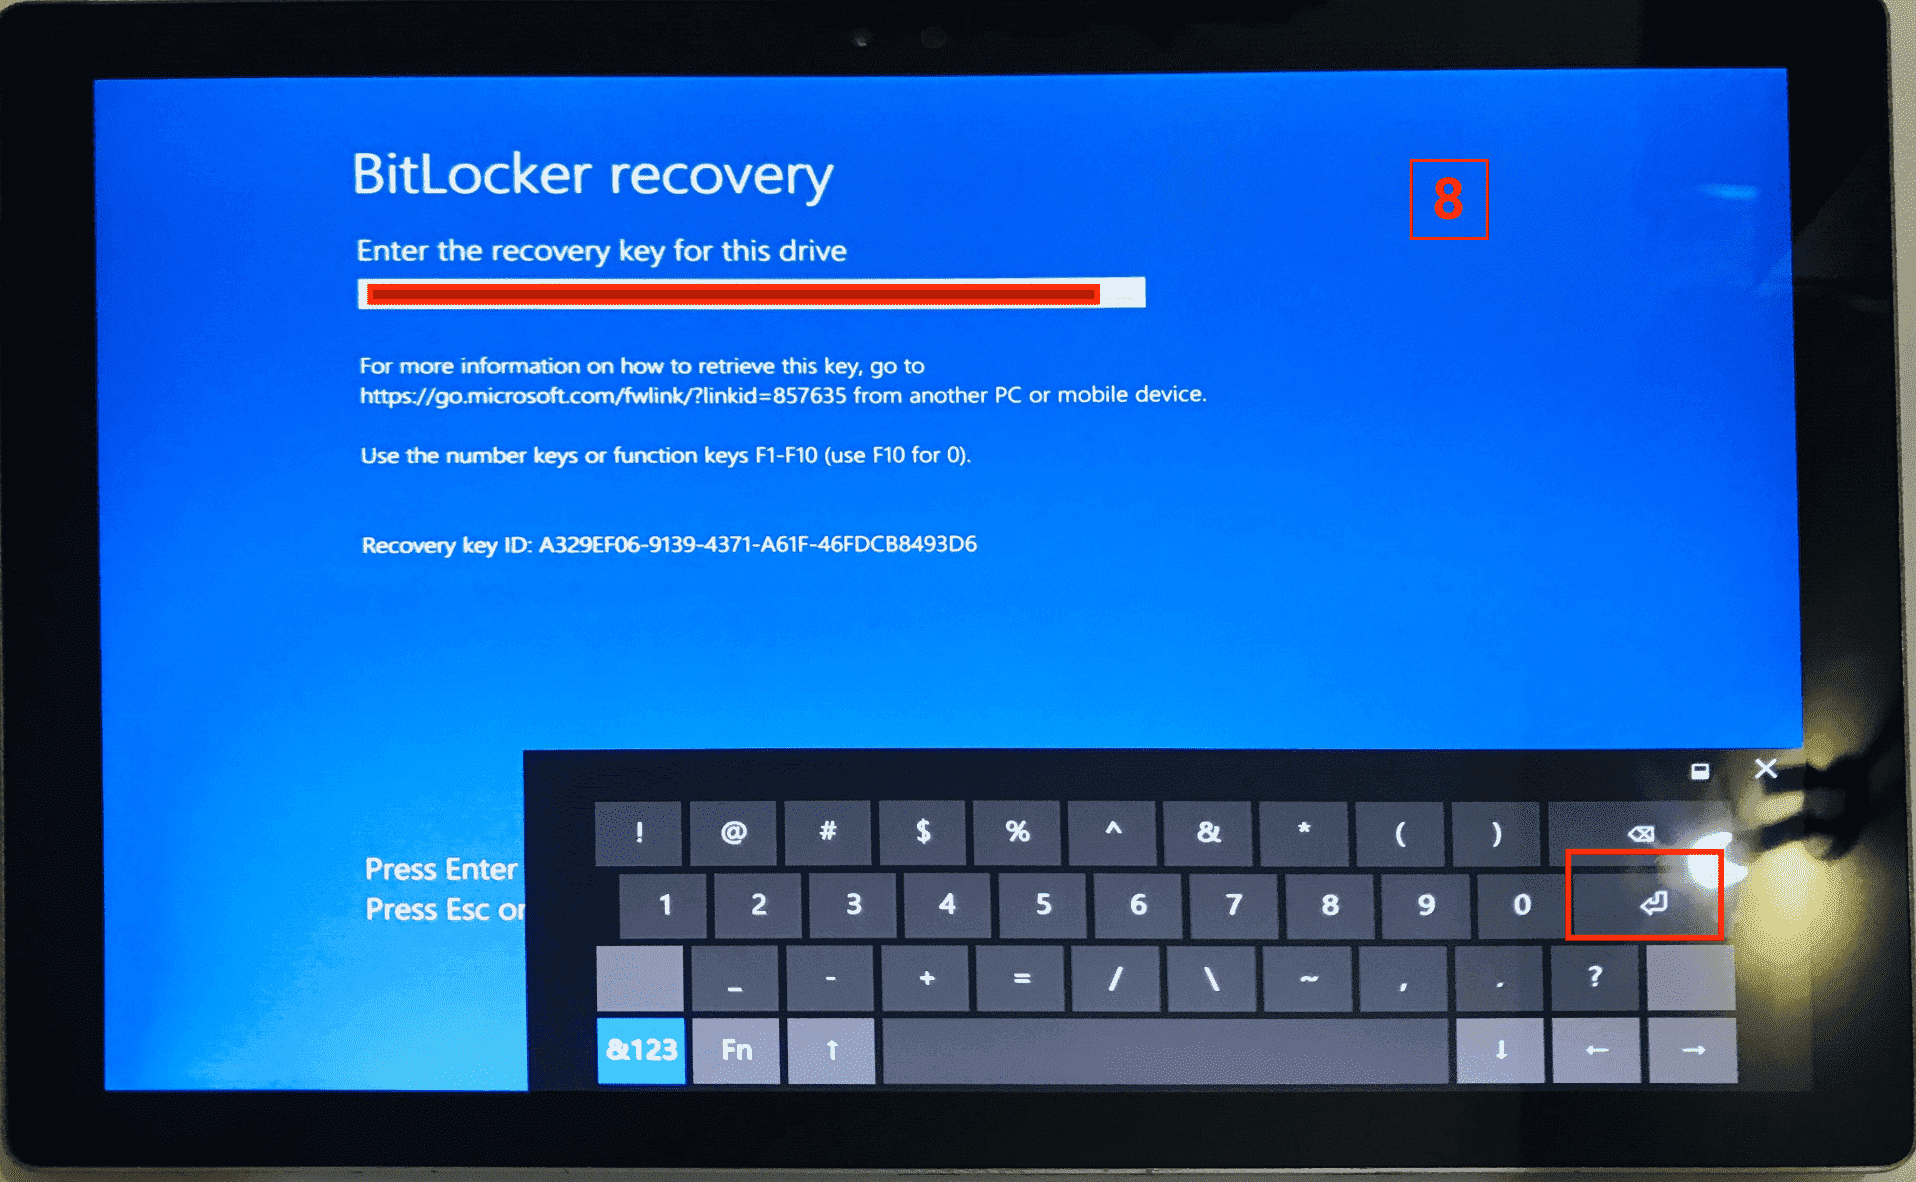 BitLocker recovery
8
Enter the recovery key for this drive
For more information on how to retrieve this key, go to
https://go.microsoft.com/fwlink/?linkid=857635 from another PC or mobile device.
Use the number keys or function keys F1-F10 (use F10 for 0).
Recovery key ID: A329EF06-9139-4371-A61F-46FDCB8493D6
Press Enter
Press Esc or
! @ # $ % ^ & * ( )
1 2 3 4 5 6 7 8 9 0
_ - + = / \ ~ , . ?
&123 Fn ↑ ↓ ← →